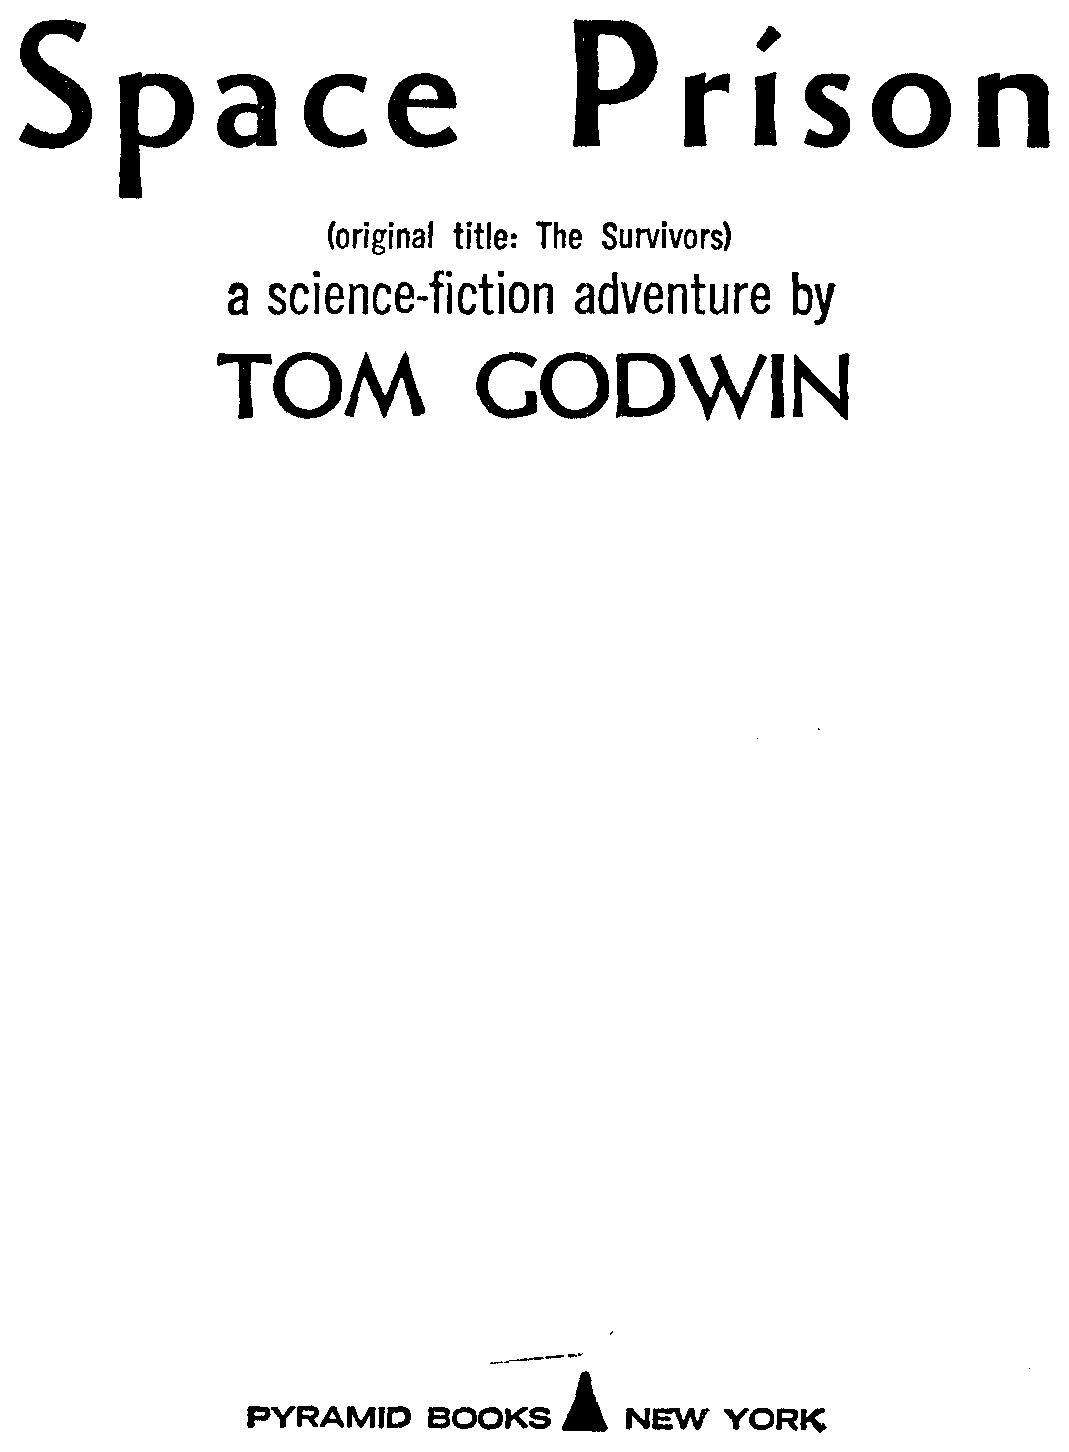 Space Prison
(original title: The Survivors)
a science-fiction adventure by
TOM GODWIN
PYRAMID BOOKS NEW YORK